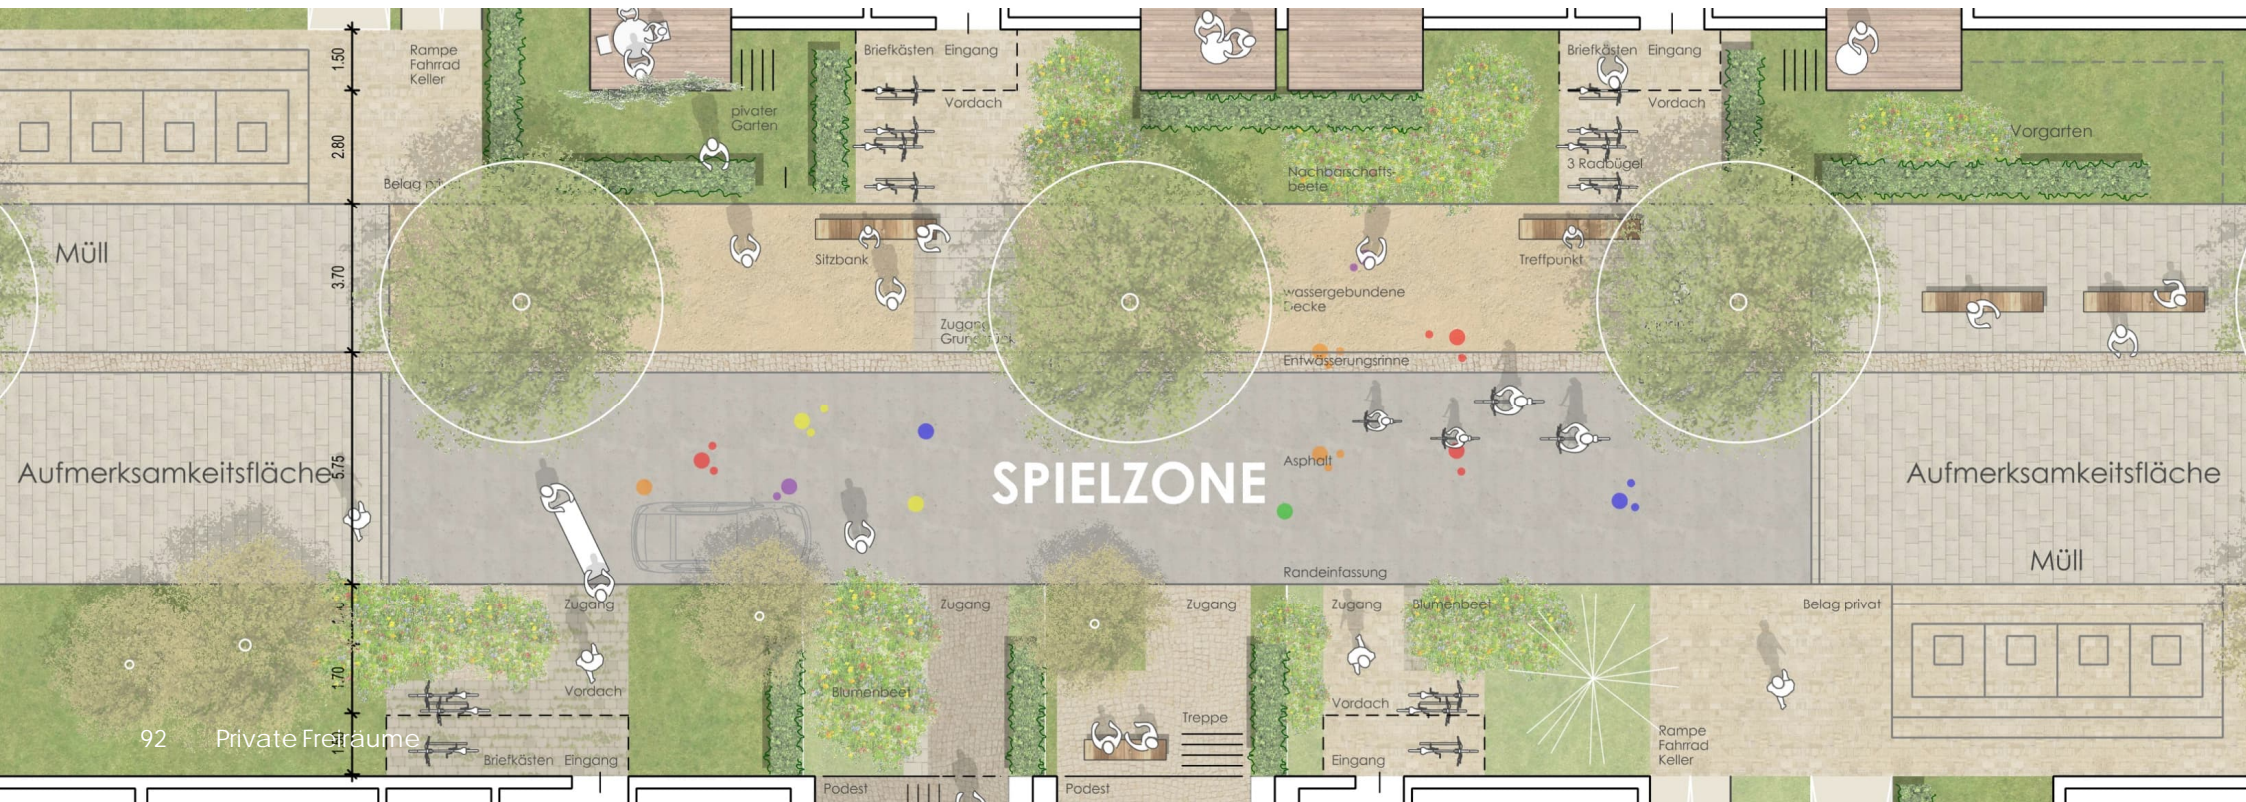 1.50
Rampe
Fahrrad
Keller
Briefkästen
Eingang
Briefkästen
Eingang
Vordach
Vordach
pivater
Garten
2.80
Vorgarten
3 Radbügel
Nachbarschafts-
beete
Belag
Müll
3.70
Sitzbank
Treffpunkt
wassergebundene
Decke
Zugang
Entwässerungsrinne
Aufmerksamkeitsfläche
5.75
SPIELZONE
Asphalt
Aufmerksamkeitsfläche
Müll
Randeinfassung
Zugang
Zugang
Zugang
Zugang
Blumenbeet
Belag privat
1.70
Vordach
Blumenbeet
Vordach
Treppe
92
Private Freiräume
Rampe
Fahrrad
Keller
Briefkästen
Eingang
Eingang
Podest
Podest